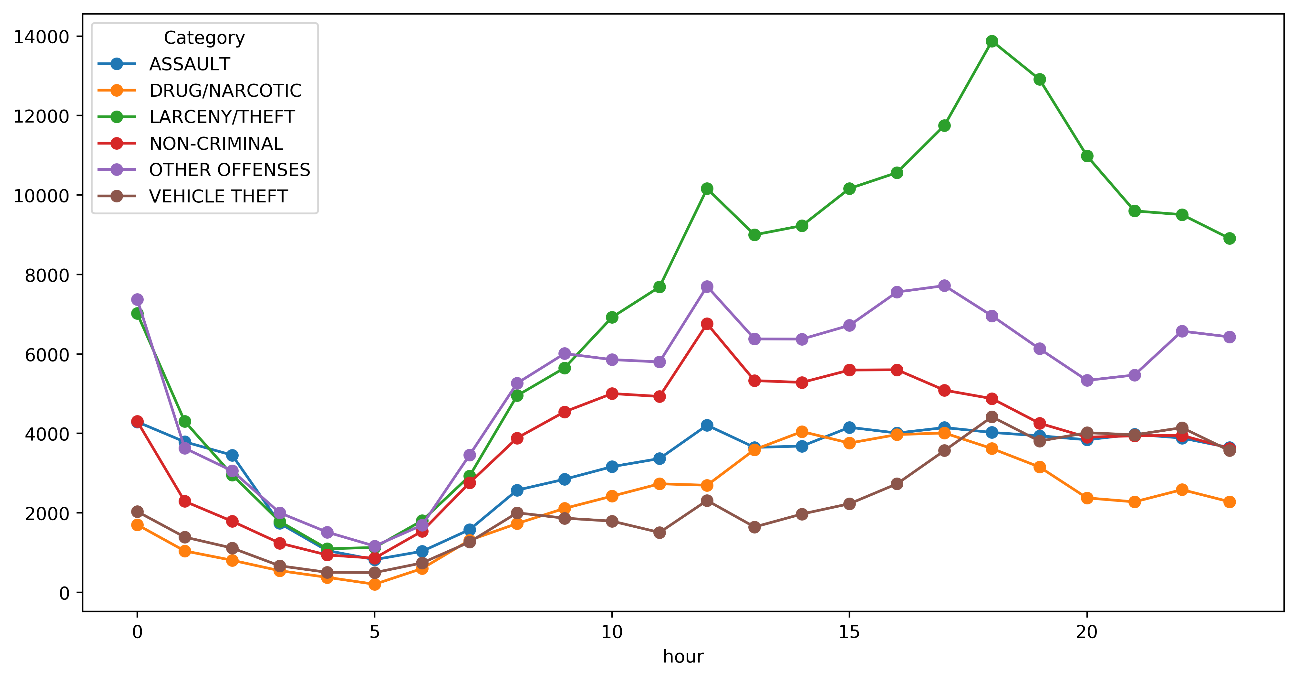 Category
ASSAULT
DRUG/NARCOTIC
LARCENY/THEFT
NON-CRIMINAL
OTHER OFFENSES
VEHICLE THEFT
14000
12000
10000
8000
6000
4000
2000
0
0 5 10 15 20
hour